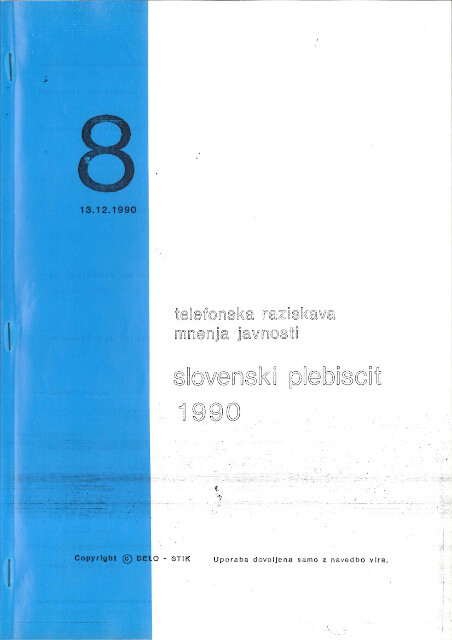 8
13.12.1990
telefonska raziskava
mnenja javnosti
slovenski plebiscit
1990
Copyright © DELO - STIK Uporaba dovoljena samo z navedbo vira.